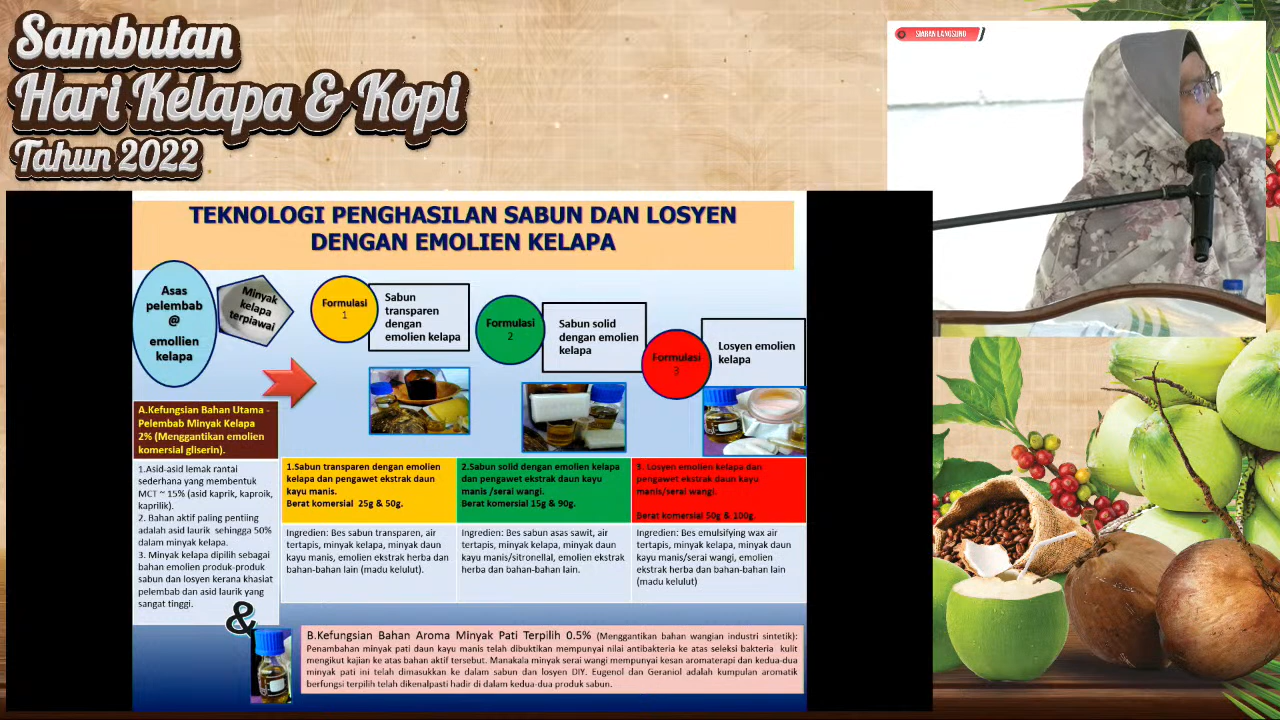 Sambutan
Hari Kelapa & Kopi
Tahun 2022
SIARAN LANGSUNG
TEKNOLOGI PENGHASILAN SABUN DAN LOSYEN
DENGAN EMOLIEN KELAPA
Asas
pelembab
@
emollien
kelapa
Minyak
kelapa
terpiawai
Formulasi
1
Sabun
transparen
dengan
emolien kelapa
Formulasi
2
Sabun solid
dengan emolien
kelapa
Formulasi
3
Losyen emolien
kelapa
A.Kefungsian Bahan Utama -
Pelembab Minyak Kelapa
2% (Menggantikan emolien
komersial gliserin).
1.Asid-asid lemak rantai
sederhana yang membentuk
MCT ~ 15% (asid kaprik, kaproik,
kaprilik).
2. Bahan aktif paling pentiing
adalah asid laurik sehingga 50%
dalam minyak kelapa.
3. Minyak kelapa dipilih sebagai
bahan emolien produk-produk
sabun dan losyen kerana khasiat
pelembab dan asid laurik yang
sangat tinggi.
&
1.Sabun transparen dengan emolien
kelapa dan pengawet ekstrak daun
kayu manis.
Berat komersial 25g & 50g.
Ingredien: Bes sabun transparen, air
tertapis, minyak kelapa, minyak daun
kayu manis, emolien ekstrak herba dan
bahan-bahan lain (madu kelulut).
2.Sabun solid dengan emolien kelapa
dan pengawet ekstrak daun kayu
manis /serai wangi.
Berat komersial 15g & 90g.
Ingredien: Bes sabun asas sawit, air
tertapis, minyak kelapa, minyak daun
kayu manis/sitronellal, emolien ekstrak
herba dan bahan-bahan lain.
3. Losyen emolien kelapa dan
pengawet ekstrak daun kayu
manis/serai wangi.
Berat komersial 50g & 100g.
Ingredien: Bes emulsifying wax air
tertapis, minyak kelapa, minyak daun
kayu manis/serai wangi, emolien
ekstrak herba dan bahan-bahan lain
(madu kelulut)
B.Kefungsian Bahan Aroma Minyak Pati Terpilih 0.5% (Menggantikan bahan wangian industri sintetik):
Penambahan minyak pati daun kayu manis telah dibuktikan mempunyai nilai antibakteria ke atas seleksi bakteria kulit
mengikut kajian ke atas bahan aktif tersebut. Manakala minyak serai wangi mempunyai kesan aromaterapi dan kedua-dua
minyak pati ini telah dimasukkan ke dalam sabun dan losyen DIY. Eugenol dan Geraniol adalah kumpulan aromatik
berfungsi terpilih telah dikenalpasti hadir di dalam kedua-dua produk sabun.